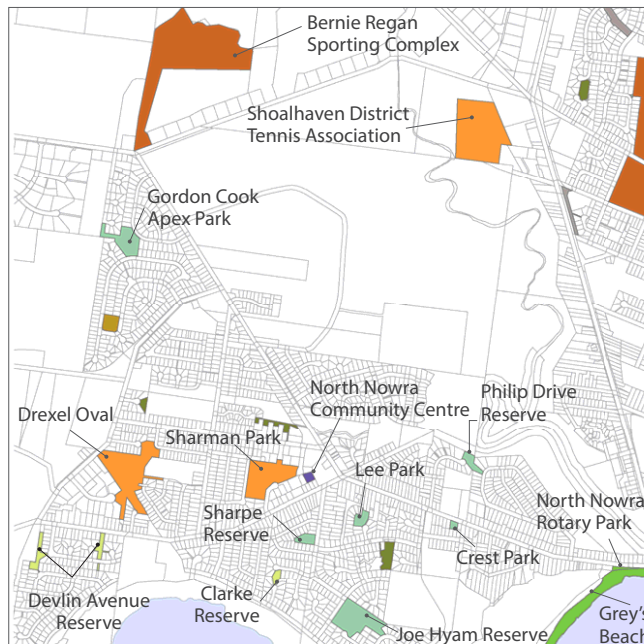 Bernie Regan
Sporting Complex
Shoalhaven District
Tennis Association
Gordon Cook
Apex Park
North Nowra
Community Centre
Philip Drive
Reserve
Drexel Oval
Sharman Park
Lee Park
North Nowra
Rotary Park
Sharpe
Reserve
Crest Park
Devlin Avenue
Reserve
Clarke
Reserve
Joe Hyam Reserve
Grey's
Beach